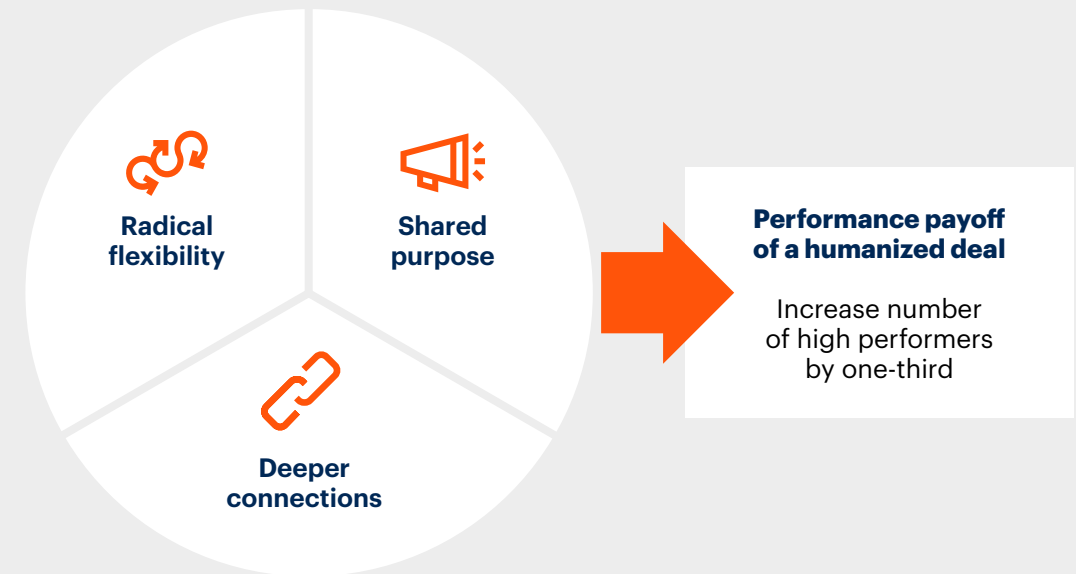 Radical
flexibility
Shared
purpose
Deeper
connections
Performance payoff
of a humanized deal
Increase number
of high performers
by one-third